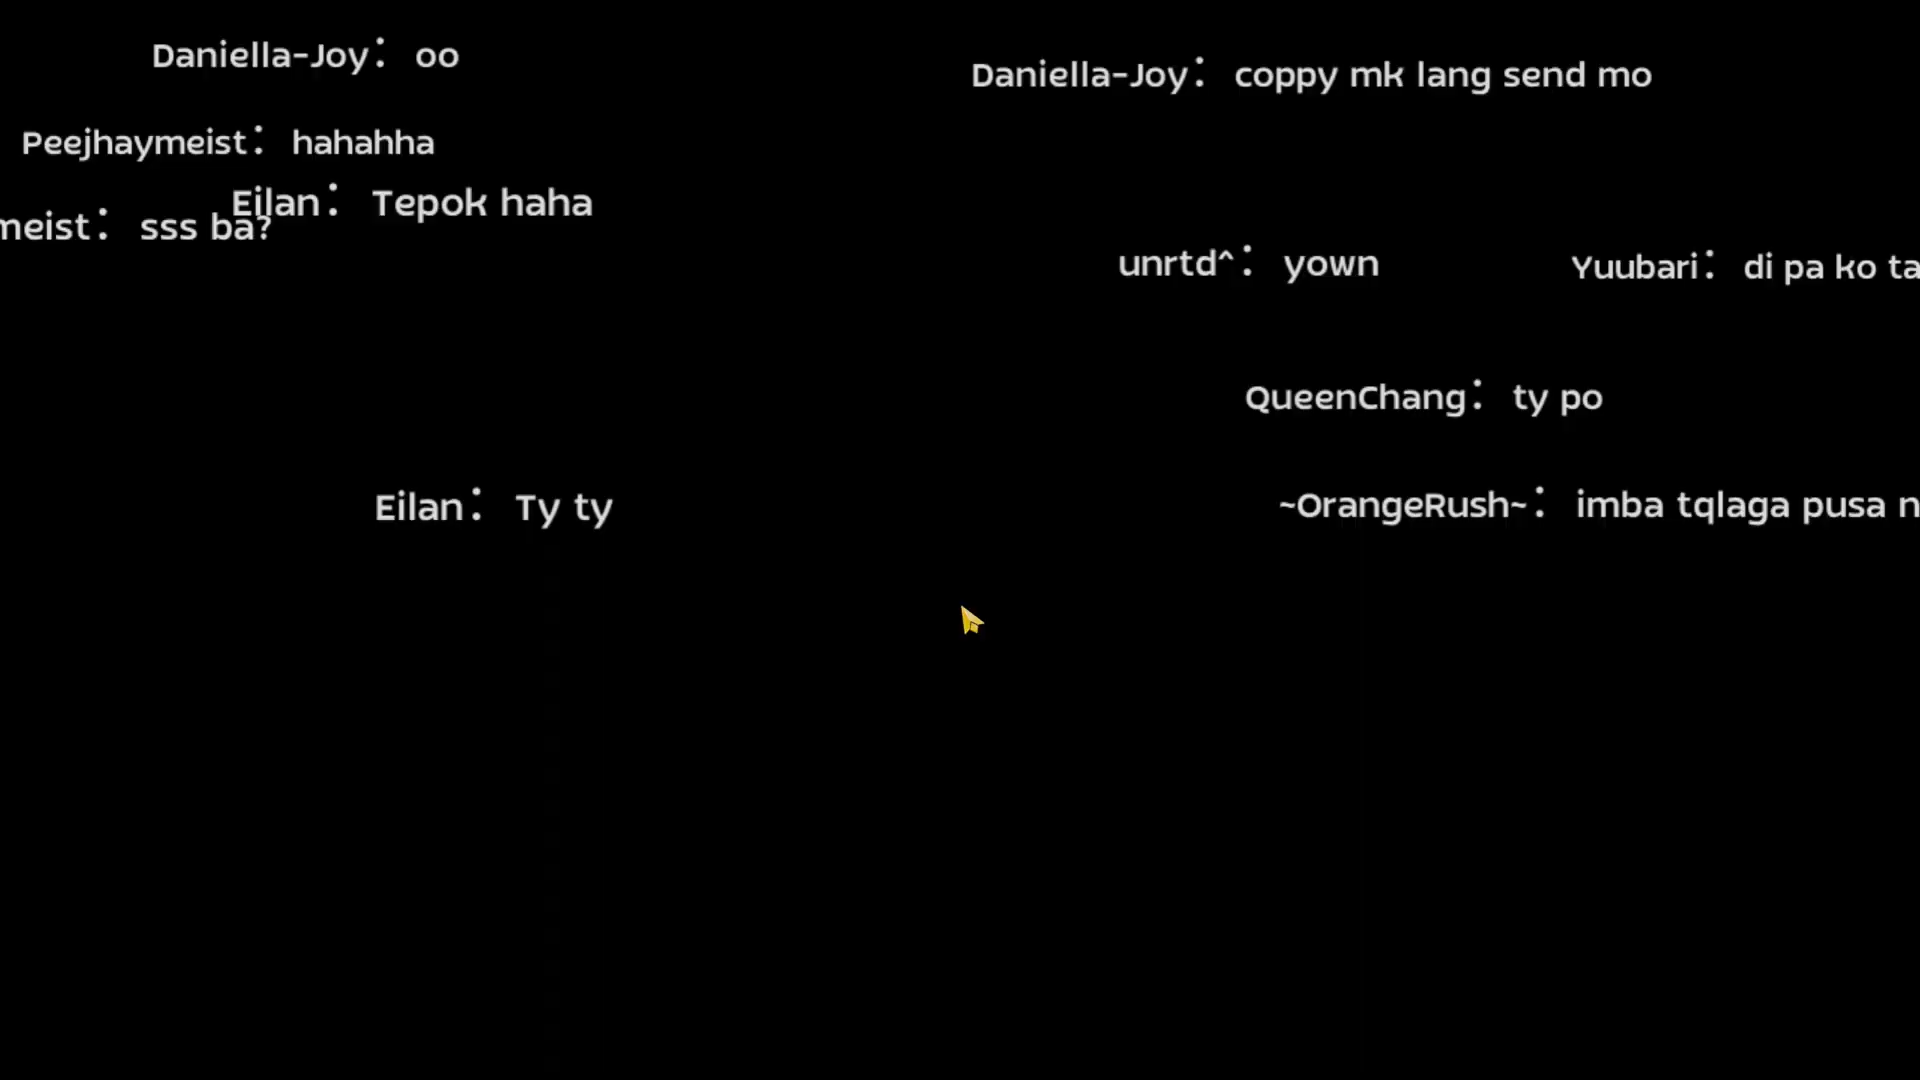 Daniella-Joy： oo
Daniella-Joy： coppy mk lang send mo
Peejhaymeist： hahahha
Eilan： Tepok haha
meist： sss ba?
unrtd^： yown
Yuubari： di pa ko ta
QueenChang： ty po
Eilan： Ty ty
~OrangeRush~： imba tqlaga pusa n